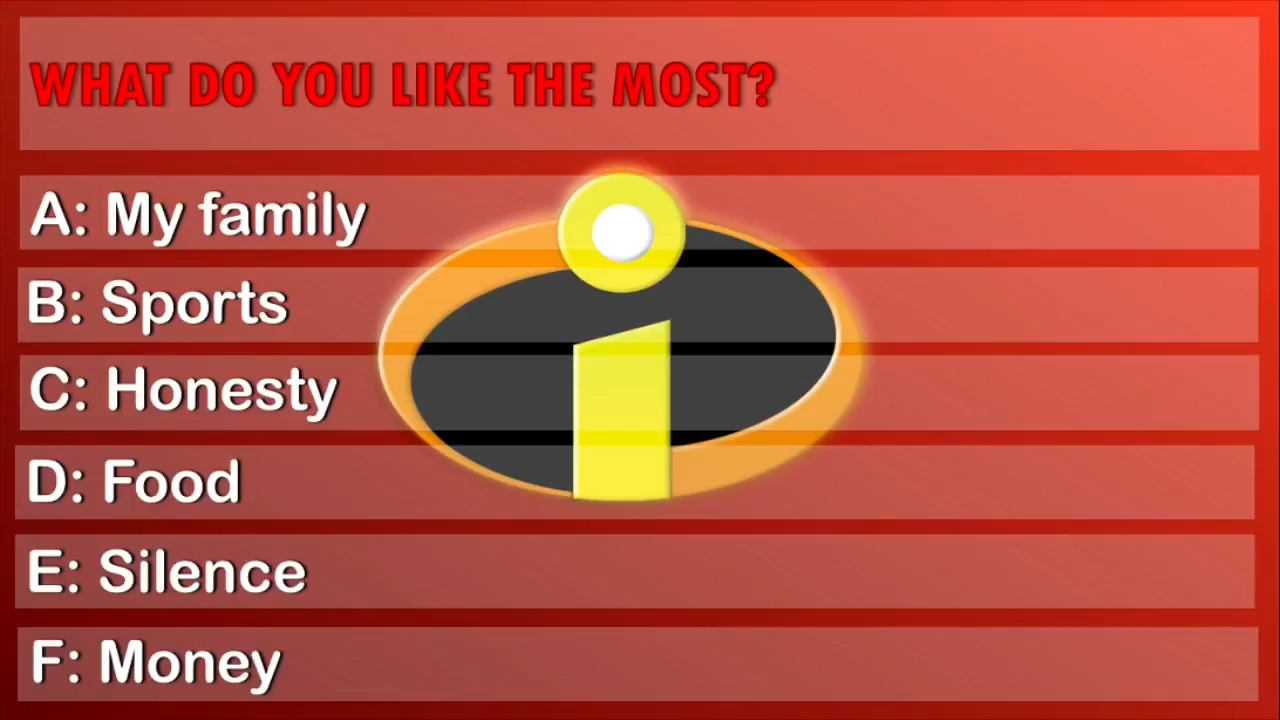 WHAT DO YOU LIKE THE MOST?
A: My family
B: Sports
C: Honesty
D: Food
E: Silence
F: Money